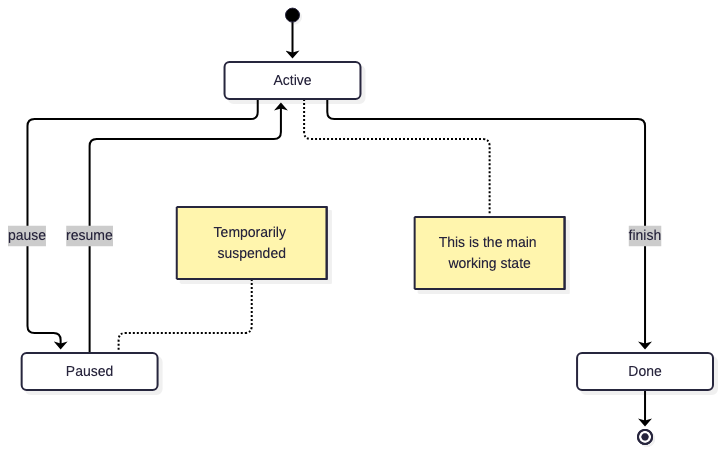 Active
pause
resume
Temporarily
suspended
This is the main
working state
finish
Paused
Done